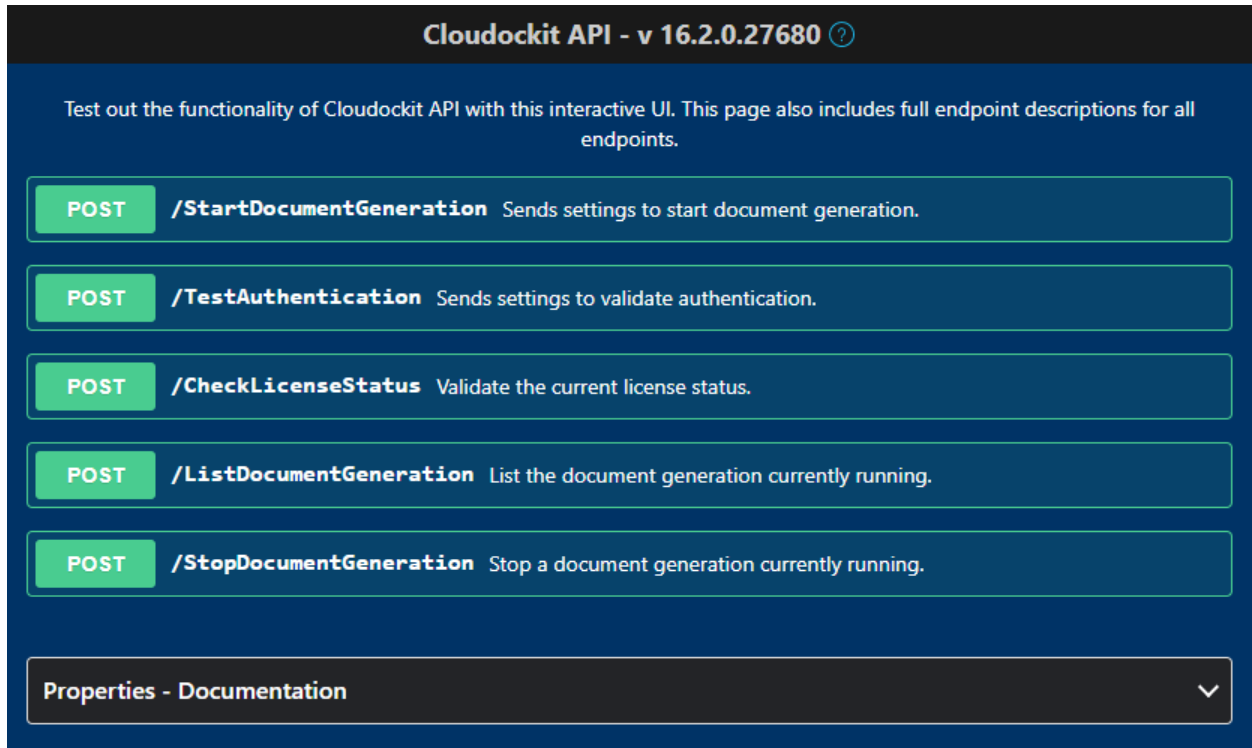 Cloudockit API - v 16.2.0.27680 ?
Test out the functionality of Cloudockit API with this interactive UI. This page also includes full endpoint descriptions for all
endpoints.
POST /StartDocumentGeneration Sends settings to start document generation.
POST /TestAuthentication Sends settings to validate authentication.
POST /CheckLicenseStatus Validate the current license status.
POST /ListDocumentGeneration List the document generation currently running.
POST /StopDocumentGeneration Stop a document generation currently running.
Properties - Documentation